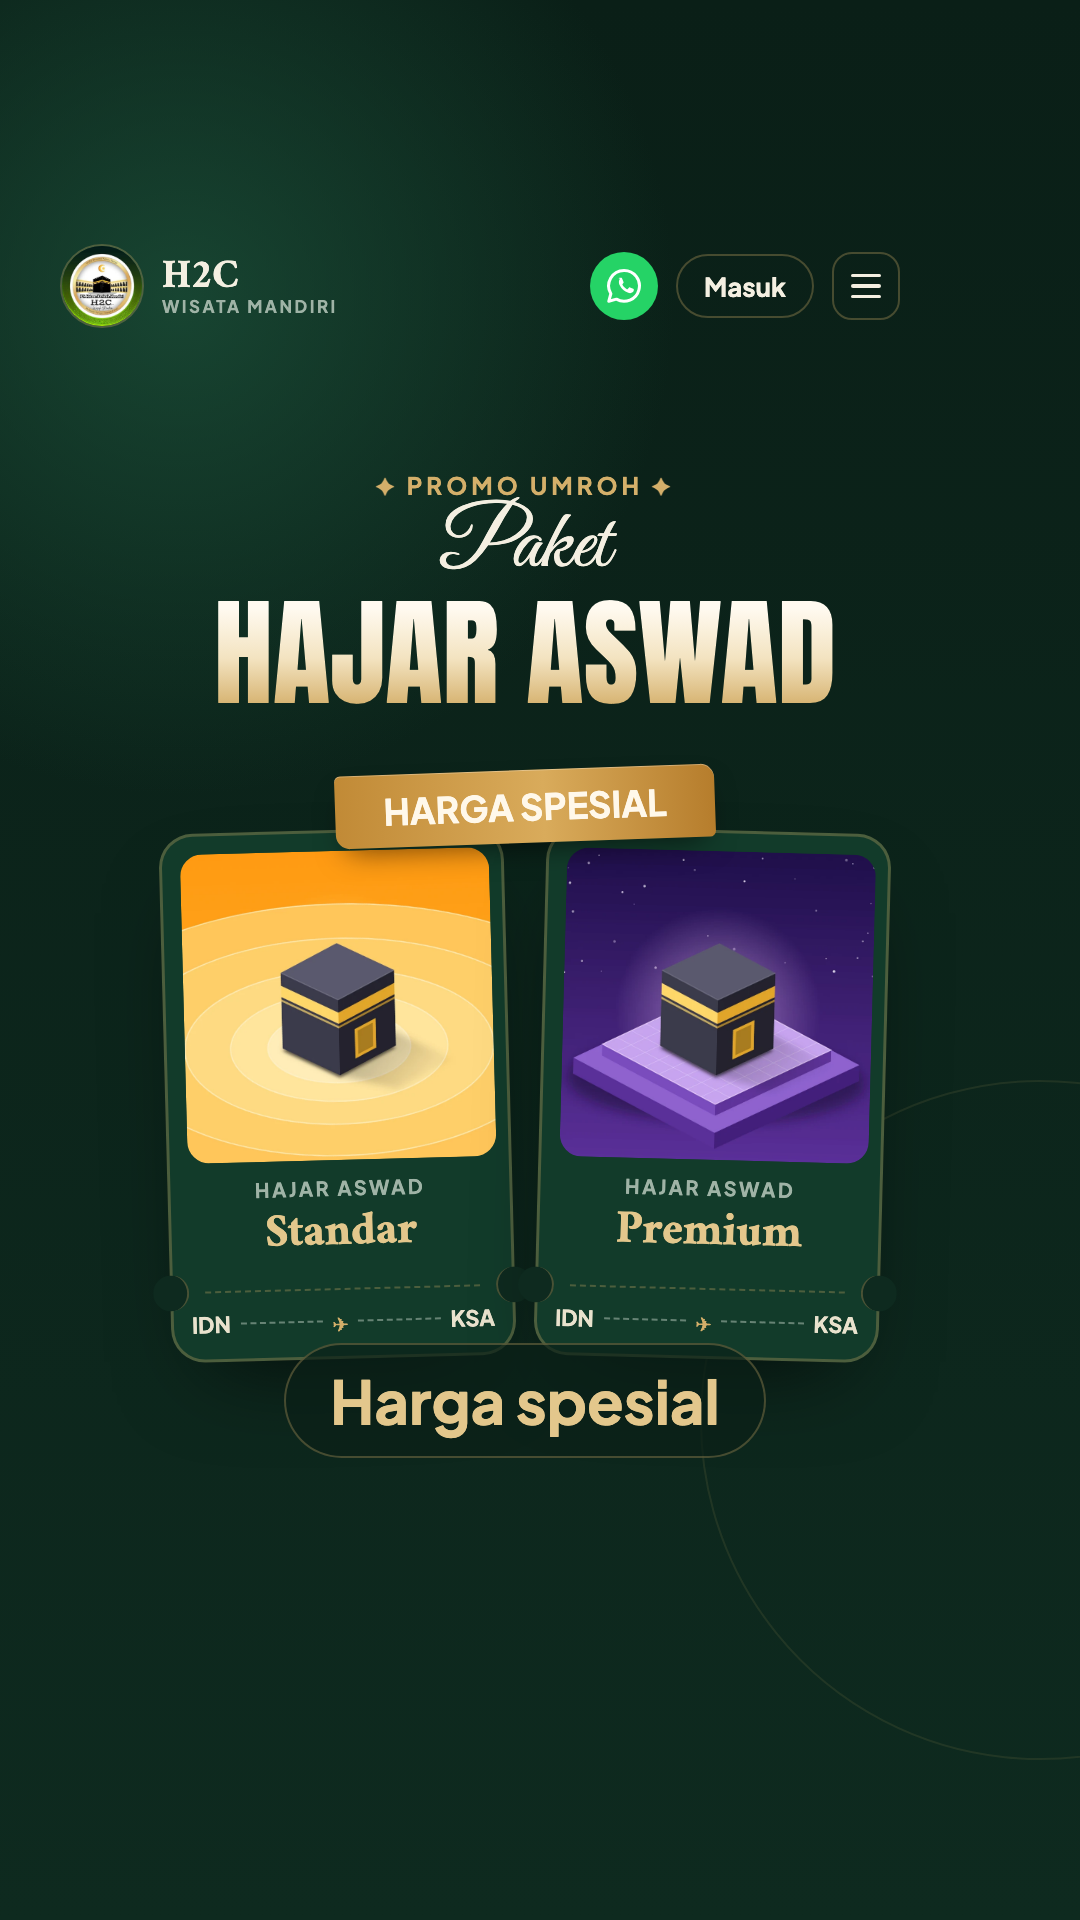 H2C
WISATA MANDIRI
Masuk
✦ PROMO UMROH ✦
Paket
HAJAR ASWAD
HARGA SPESIAL
HAJAR ASWAD
Standar
IDN KSA
HAJAR ASWAD
Premium
IDN KSA
Harga spesial